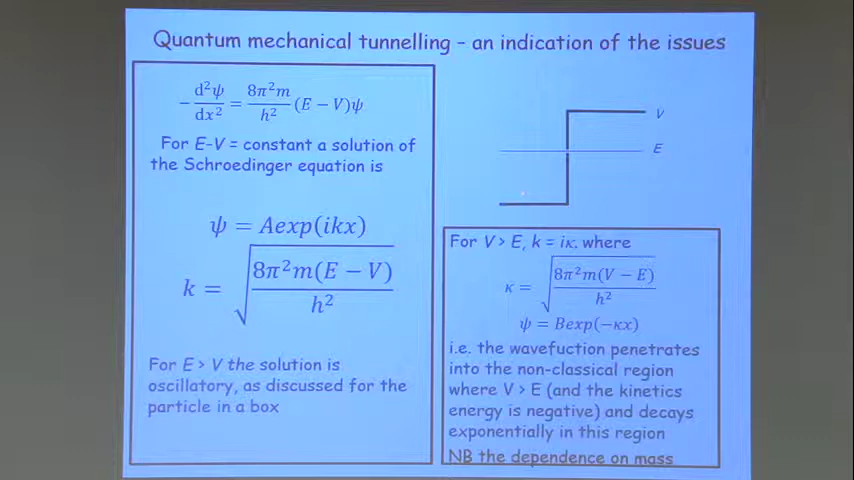 Quantum mechanical tunnelling – an indication of the issues
− d²ψ/dx² = 8π²m/h² (E − V)ψ
For E-V = constant a solution of
the Schroedinger equation is
ψ = Aexp(ikx)
k = √(8π²m(E − V)/h²)
For E > V the solution is
oscillatory, as discussed for the
particle in a box
V
E
For V > E, k = iκ. where
κ = √(8π²m(V − E)/h²)
ψ = Bexp(−κx)
i.e. the wavefuction penetrates
into the non-classical region
where V > E (and the kinetics
energy is negative) and decays
exponentially in this region
NB the dependence on mass